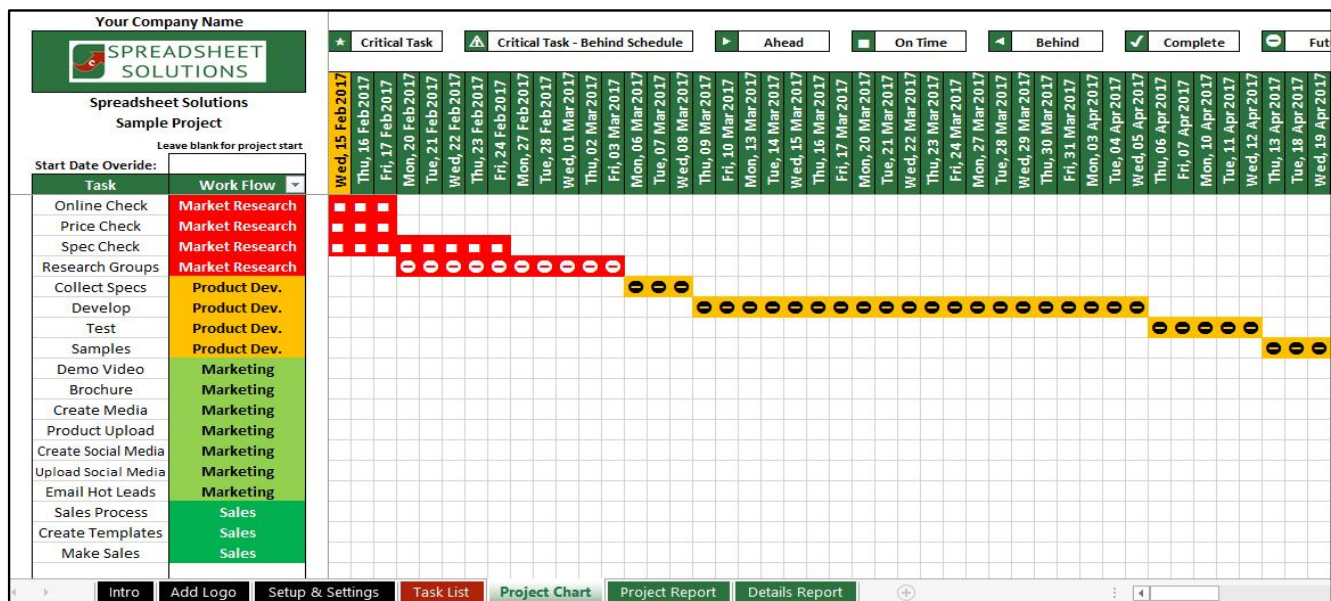 Your Company Name
SPREADSHEET
SOLUTIONS
Spreadsheet Solutions
Sample Project
Leave blank for project start
Start Date Overide:
Critical Task
Critical Task - Behind Schedule
Ahead
On Time
Behind
Complete
Fut
Wed, 15 Feb 2017
Thu, 16 Feb 2017
Fri, 17 Feb 2017
Mon, 20 Feb 2017
Tue, 21 Feb 2017
Wed, 22 Feb 2017
Thu, 23 Feb 2017
Fri, 24 Feb 2017
Mon, 27 Feb 2017
Tue, 28 Feb 2017
Wed, 01 Mar 2017
Thu, 02 Mar 2017
Fri, 03 Mar 2017
Mon, 06 Mar 2017
Tue, 07 Mar 2017
Wed, 08 Mar 2017
Thu, 09 Mar 2017
Fri, 10 Mar 2017
Mon, 13 Mar 2017
Tue, 14 Mar 2017
Wed, 15 Mar 2017
Thu, 16 Mar 2017
Fri, 17 Mar 2017
Mon, 20 Mar 2017
Tue, 21 Mar 2017
Wed, 22 Mar 2017
Thu, 23 Mar 2017
Fri, 24 Mar 2017
Mon, 27 Mar 2017
Tue, 28 Mar 2017
Wed, 29 Mar 2017
Thu, 30 Mar 2017
Fri, 31 Mar 2017
Mon, 03 Apr 2017
Tue, 04 Apr 2017
Wed, 05 Apr 2017
Thu, 06 Apr 2017
Fri, 07 Apr 2017
Mon, 10 Apr 2017
Tue, 11 Apr 2017
Wed, 12 Apr 2017
Thu, 13 Apr 2017
Tue, 18 Apr 2017
Wed, 19 Apr 2017
Task Work Flow
Online Check Market Research
Price Check Market Research
Spec Check Market Research
Research Groups Market Research
Collect Specs Product Dev.
Develop Product Dev.
Test Product Dev.
Samples Product Dev.
Demo Video Marketing
Brochure Marketing
Create Media Marketing
Product Upload Marketing
Create Social Media Marketing
Upload Social Media Marketing
Email Hot Leads Marketing
Sales Process Sales
Create Templates Sales
Make Sales Sales
Intro Add Logo Setup & Settings Task List Project Chart Project Report Details Report